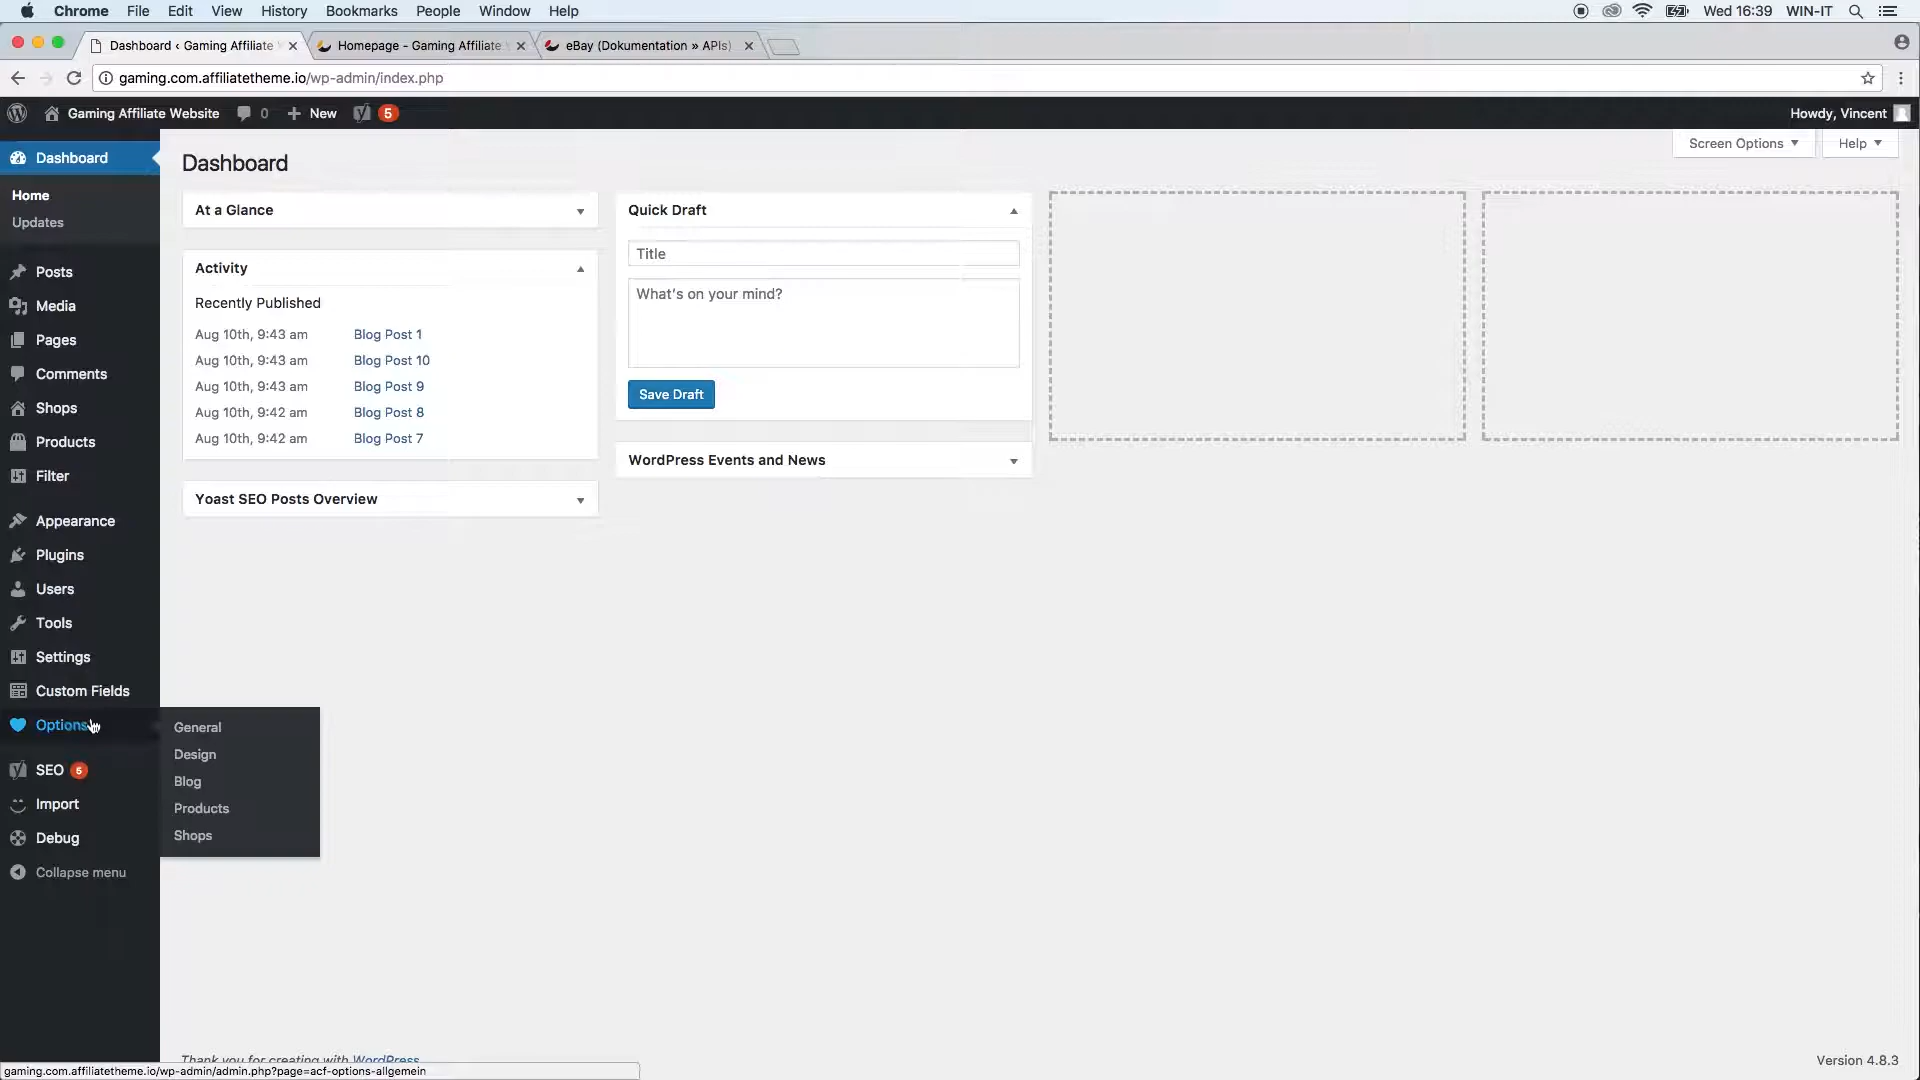 Chrome File Edit View History Bookmarks People Window Help Wed 16:39 WIN-IT
Dashboard ‹ Gaming Affiliate Homepage - Gaming Affiliate eBay (Dokumentation » APIs)
gaming.com.affiliatetheme.io/wp-admin/index.php
Gaming Affiliate Website 0 + New 5 Howdy, Vincent
Dashboard
Home
Updates
Posts
Media
Pages
Comments
Shops
Products
Filter
Appearance
Plugins
Users
Tools
Settings
Custom Fields
Options
SEO 5
Import
Debug
Collapse menu
General
Design
Blog
Products
Shops
Dashboard
Screen Options Help
At a Glance
Activity
Recently Published
Aug 10th, 9:43 am Blog Post 1
Aug 10th, 9:43 am Blog Post 10
Aug 10th, 9:43 am Blog Post 9
Aug 10th, 9:42 am Blog Post 8
Aug 10th, 9:42 am Blog Post 7
Yoast SEO Posts Overview
Quick Draft
Title
What's on your mind?
Save Draft
WordPress Events and News
Thank you for creating with WordPress
Version 4.8.3
gaming.com.affiliatetheme.io/wp-admin/admin.php?page=acf-options-allgemein